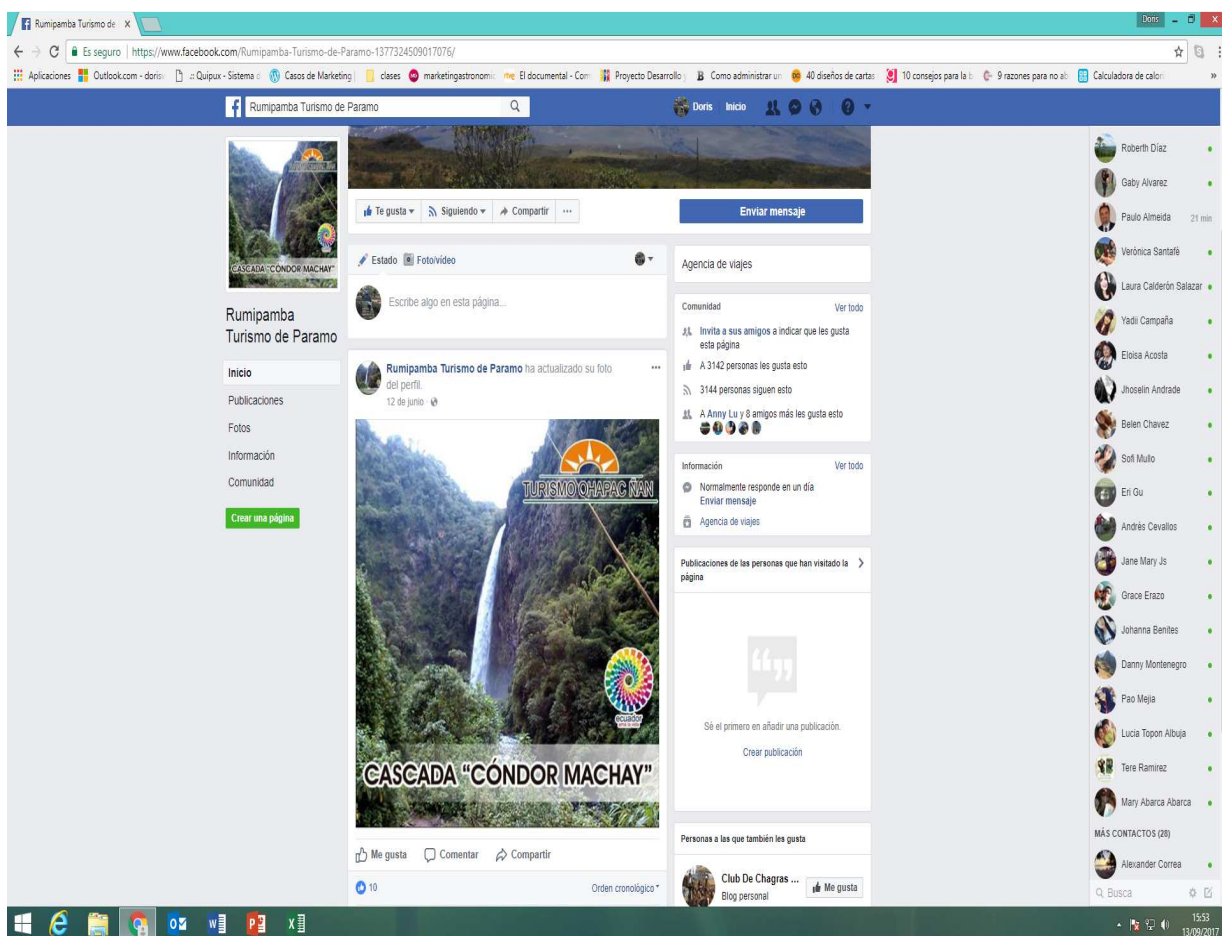 Rumipamba Turismo de
Doris
Es seguro | https://www.facebook.com/Rumipamba-Turismo-de-Paramo-1377324509017076/
Aplicaciones Outlook.com - doris .:: Quipux - Sistema d Casos de Marketing clases marketingastronomic El documental - Com Proyecto Desarrollo y Como administrar un 40 diseños de cartas 10 consejos para la b 9 razones para no ab Calculadora de calorí
Rumipamba Turismo de Paramo
Doris Inicio
CASCADA "CÓNDOR MACHAY"
Rumipamba
Turismo de Paramo
Inicio
Publicaciones
Fotos
Información
Comunidad
Crear una página
Te gusta Siguiendo Compartir
Enviar mensaje
Estado Foto/vídeo
Escribe algo en esta página...
Rumipamba Turismo de Paramo ha actualizado su foto
del perfil.
12 de junio
TURISMO QHAPAC ÑAN
ecuador
CASCADA "CÓNDOR MACHAY"
Me gusta Comentar Compartir
10
Orden cronológico
Agencia de viajes
Comunidad Ver todo
Invita a sus amigos a indicar que les gusta
esta página
A 3142 personas les gusta esto
3144 personas siguen esto
A Anny Lu y 8 amigos más les gusta esto
Información Ver todo
Normalmente responde en un día
Enviar mensaje
Agencia de viajes
Publicaciones de las personas que han visitado la
página
Sé el primero en añadir una publicación.
Crear publicación
Personas a las que también les gusta
Club De Chagras ...
Blog personal
Me gusta
Roberth Díaz
Gaby Alvarez
Paulo Almeida 21 min
Verónica Santafé
Laura Calderón Salazar
Yadii Campaña
Eloisa Acosta
Jhoselin Andrade
Belen Chavez
Sofi Mullo
Eri Gu
Andrés Cevallos
Jane Mary Js
Grace Erazo
Johanna Benites
Danny Montenegro
Pao Mejia
Lucia Topon Albuja
Tere Ramirez
Mary Abarca Abarca
MÁS CONTACTOS (28)
Alexander Correa
Busca
15:53
13/09/2017